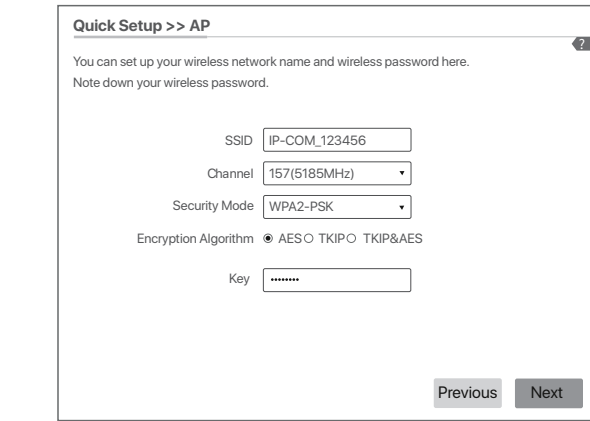 Quick Setup >> AP
?
You can set up your wireless network name and wireless password here.
Note down your wireless password.
SSID IP-COM_123456
Channel 157(5185MHz)
Security Mode WPA2-PSK
Encryption Algorithm AES TKIP TKIP&AES
Key ••••••••
Previous Next